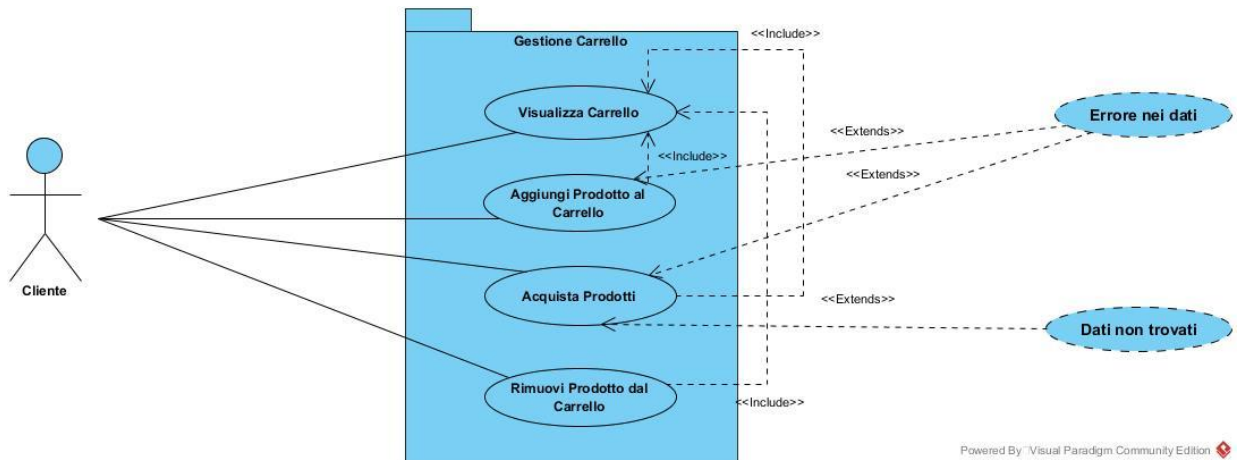 Gestione Carrello
<<Include>>
Visualizza Carrello
Errore nei dati
<<Extends>>
<<Include>>
<<Extends>>
Aggiungi Prodotto al
Carrello
Cliente
Acquista Prodotti
<<Extends>>
Dati non trovati
Rimuovi Prodotto dal
Carrello
<<Include>>
Powered By Visual Paradigm Community Edition